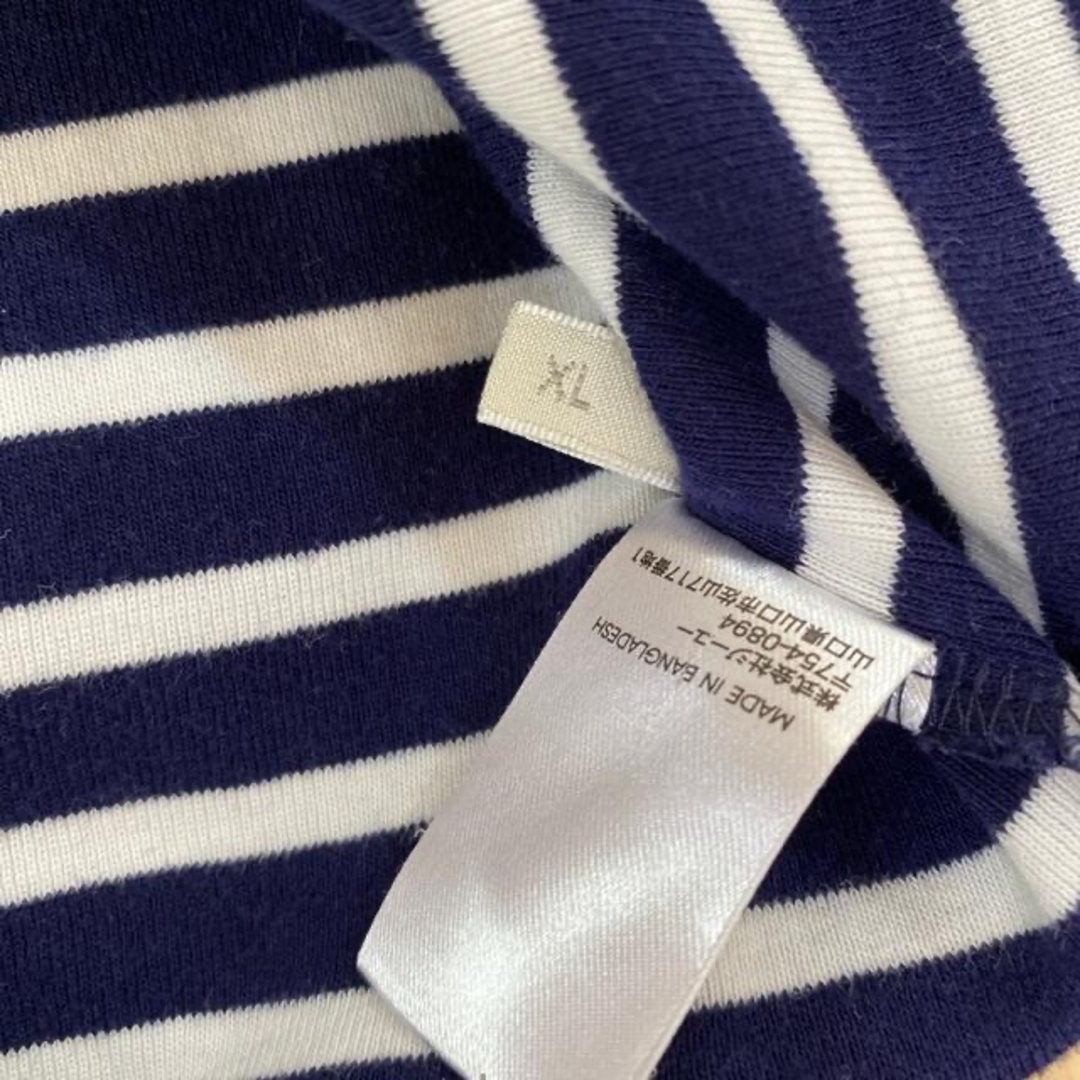 XL
株式会社ジーユー
〒754-0894
山口県山口市佐山717番地1
MADE IN BANGLADESH